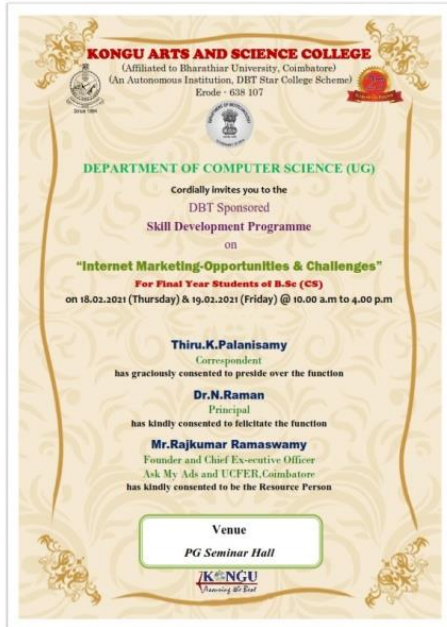 KONGU ARTS AND SCIENCE COLLEGE
(Affiliated to Bharathiar University, Coimbatore)
(An Autonomous Institution, DBT Star College Scheme)
Erode - 638 107
Since 1994
DEPARTMENT OF COMPUTER SCIENCE (UG)
Cordially invites you to the
DBT Sponsored
Skill Development Programme
on
“Internet Marketing-Opportunities & Challenges”
For Final Year Students of B.Sc (CS)
on 18.02.2021 (Thursday) & 19.02.2021 (Friday) @ 10.00 a.m to 4.00 p.m
Thiru.K.Palanisamy
Correspondent
has graciously consented to preside over the function
Dr.N.Raman
Principal
has kindly consented to felicitate the function
Mr.Rajkumar Ramaswamy
Founder and Chief Ex-ecutive Officer
Ask My Ads and UCFER,Coimbatore
has kindly consented to be the Resource Person
Venue
PG Seminar Hall
KONGU